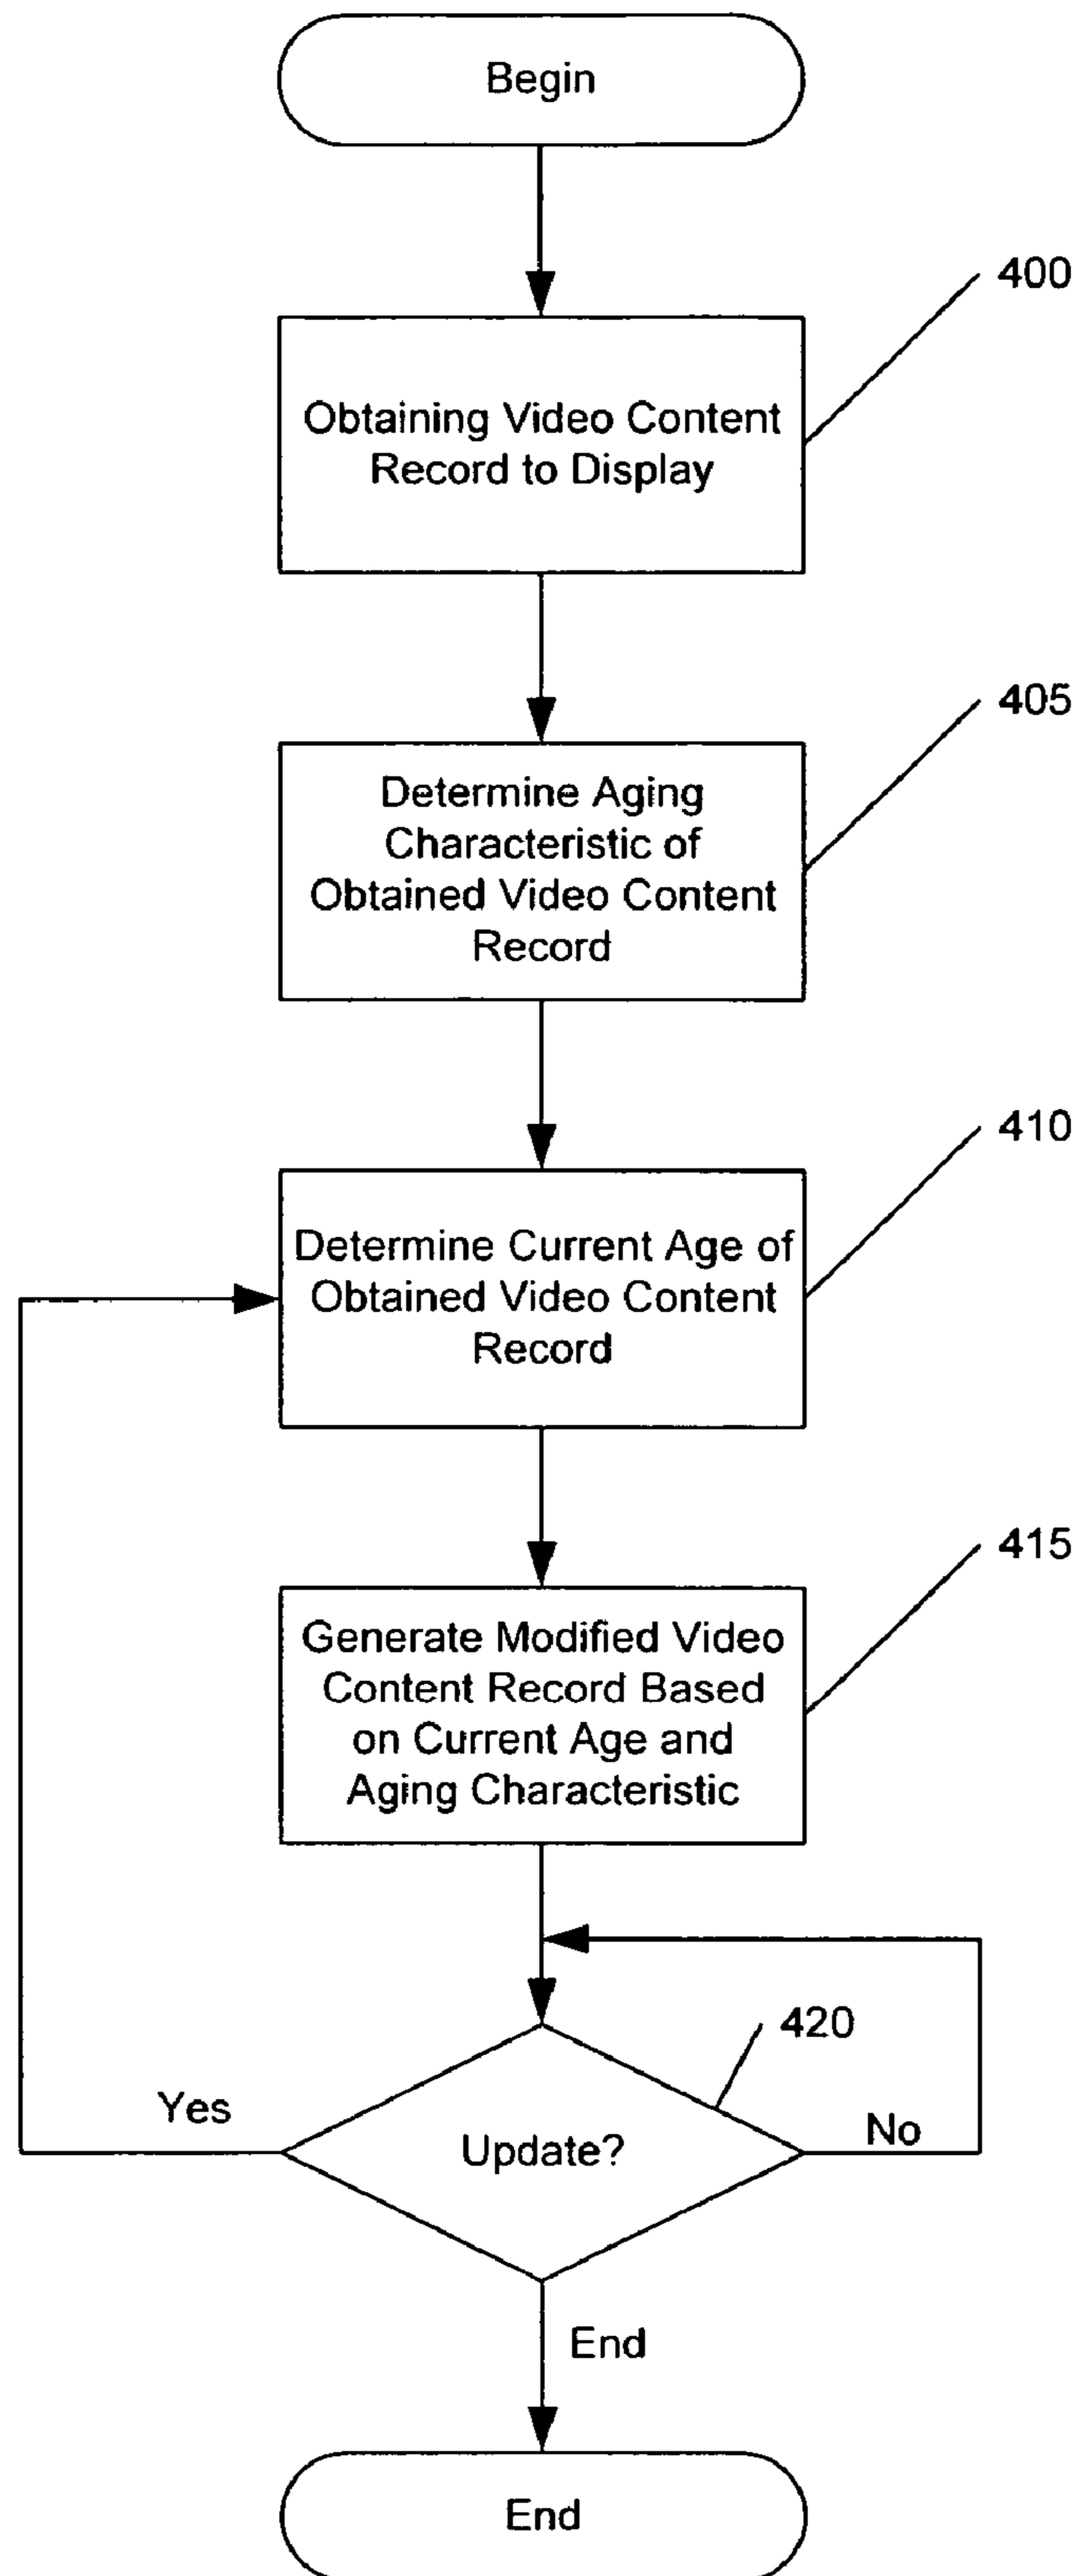 Begin
400
Obtaining Video Content
Record to Display
405
Determine Aging
Characteristic of
Obtained Video Content
Record
410
Determine Current Age of
Obtained Video Content
Record
415
Generate Modified Video
Content Record Based
on Current Age and
Aging Characteristic
420
Yes
Update?
No
End
End